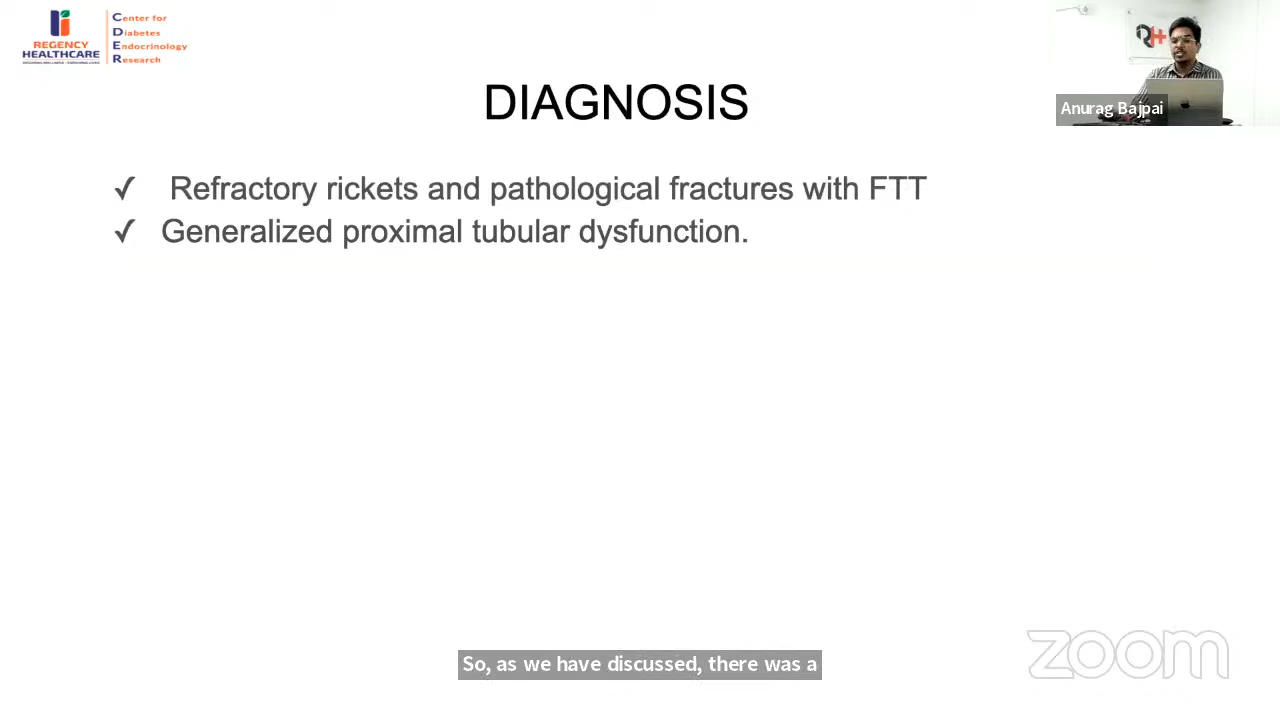 REGENCY
HEALTHCARE
Center for
Diabetes
Endocrinology
Research
DIAGNOSIS
Anurag Bajpai
✓ Refractory rickets and pathological fractures with FTT
✓ Generalized proximal tubular dysfunction.
So, as we have discussed, there was a
zoom